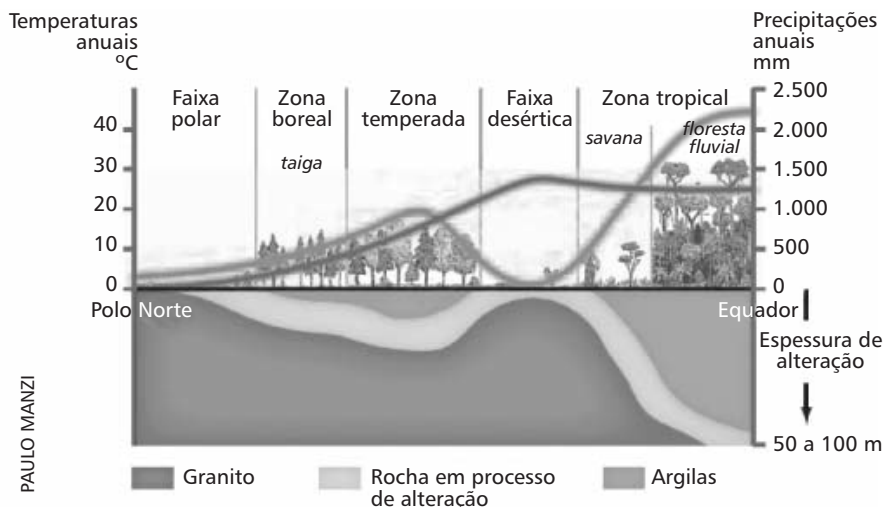 Temperaturas
anuais
ºC
Precipitações
anuais
mm
Faixa
polar
Zona
boreal
taiga
Zona
temperada
Faixa
desértica
Zona tropical
savana
floresta
fluvial
40
30
20
10
0
2.500
2.000
1.500
1.000
500
0
Polo Norte
Equador
Espessura de
alteração
50 a 100 m
PAULO MANZI
Granito
Rocha em processo
de alteração
Argilas